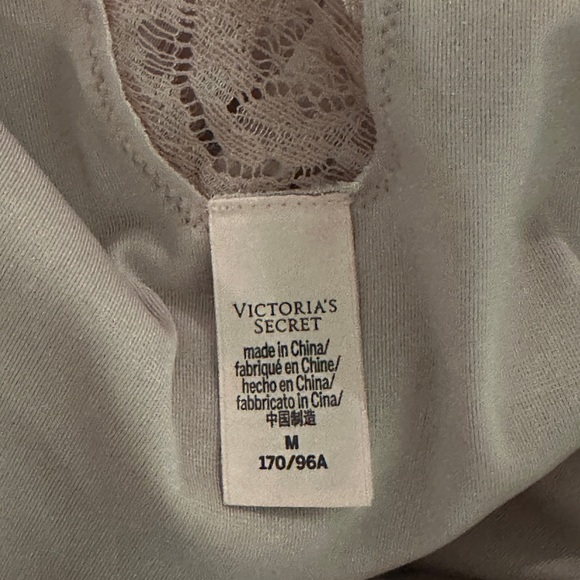 VICTORIA'S
SECRET
made in China/
fabriqué en Chine/
hecho en China/
fabbricato in Cina/
中国制造
M
170/96A